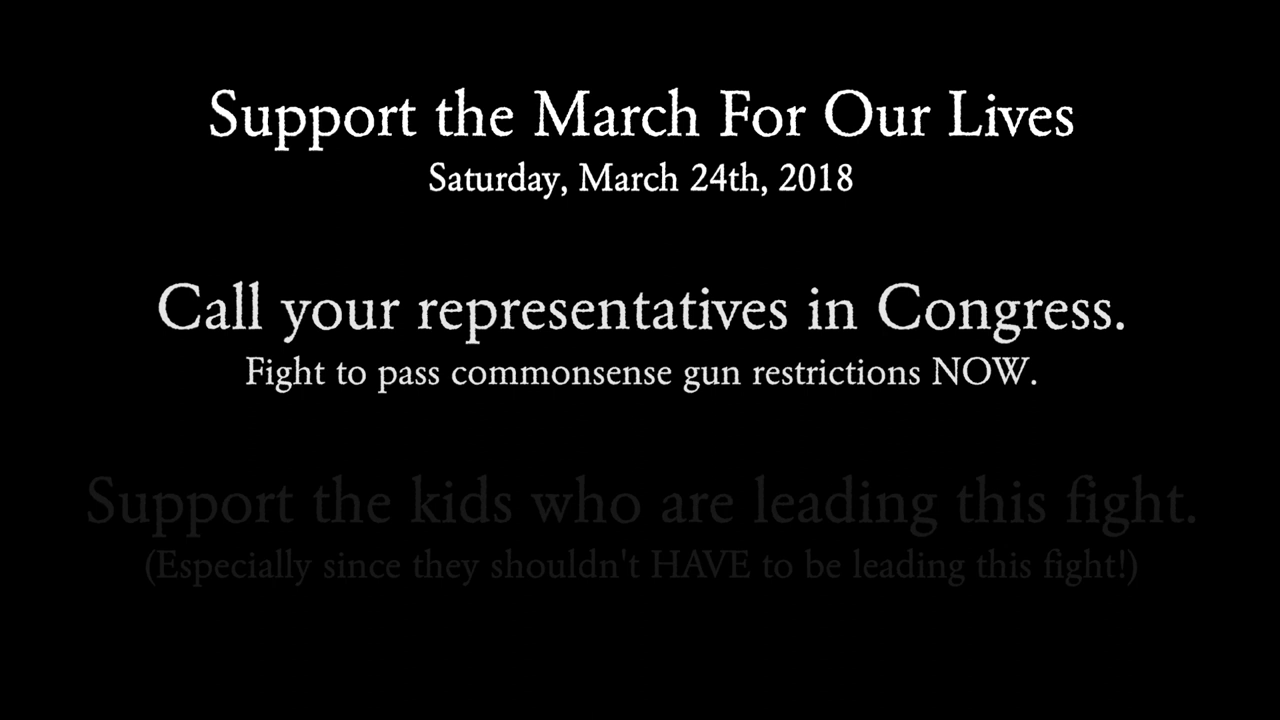 Support the March For Our Lives
Saturday, March 24th, 2018
Call your representatives in Congress.
Fight to pass commonsense gun restrictions NOW.
Support the kids who are leading this fight.
(Especially since they shouldn't HAVE to be leading this fight!)